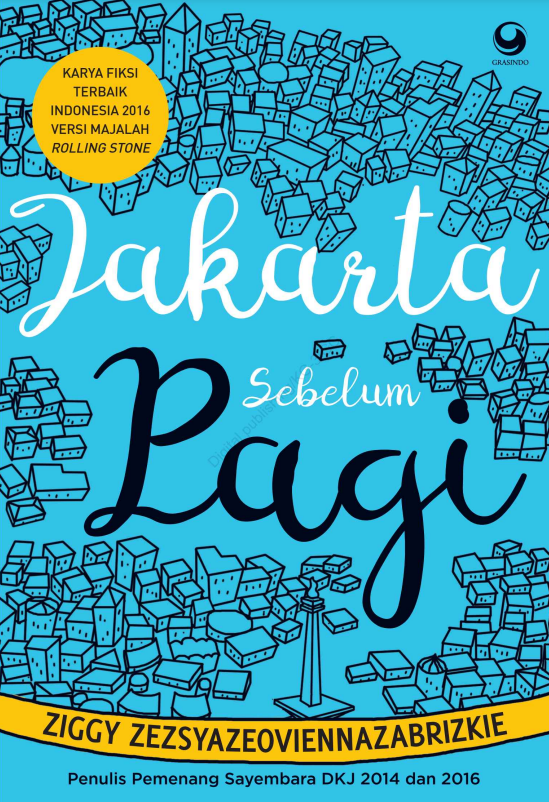 GRASINDO
KARYA FIKSI
TERBAIK
INDONESIA 2016
VERSI MAJALAH
ROLLING STONE
Jakarta
Sebelum
Pagi
ZIGGY ZEZSYAZEOVIENNAZABRIZKIE
Penulis Pemenang Sayembara DKJ 2014 dan 2016